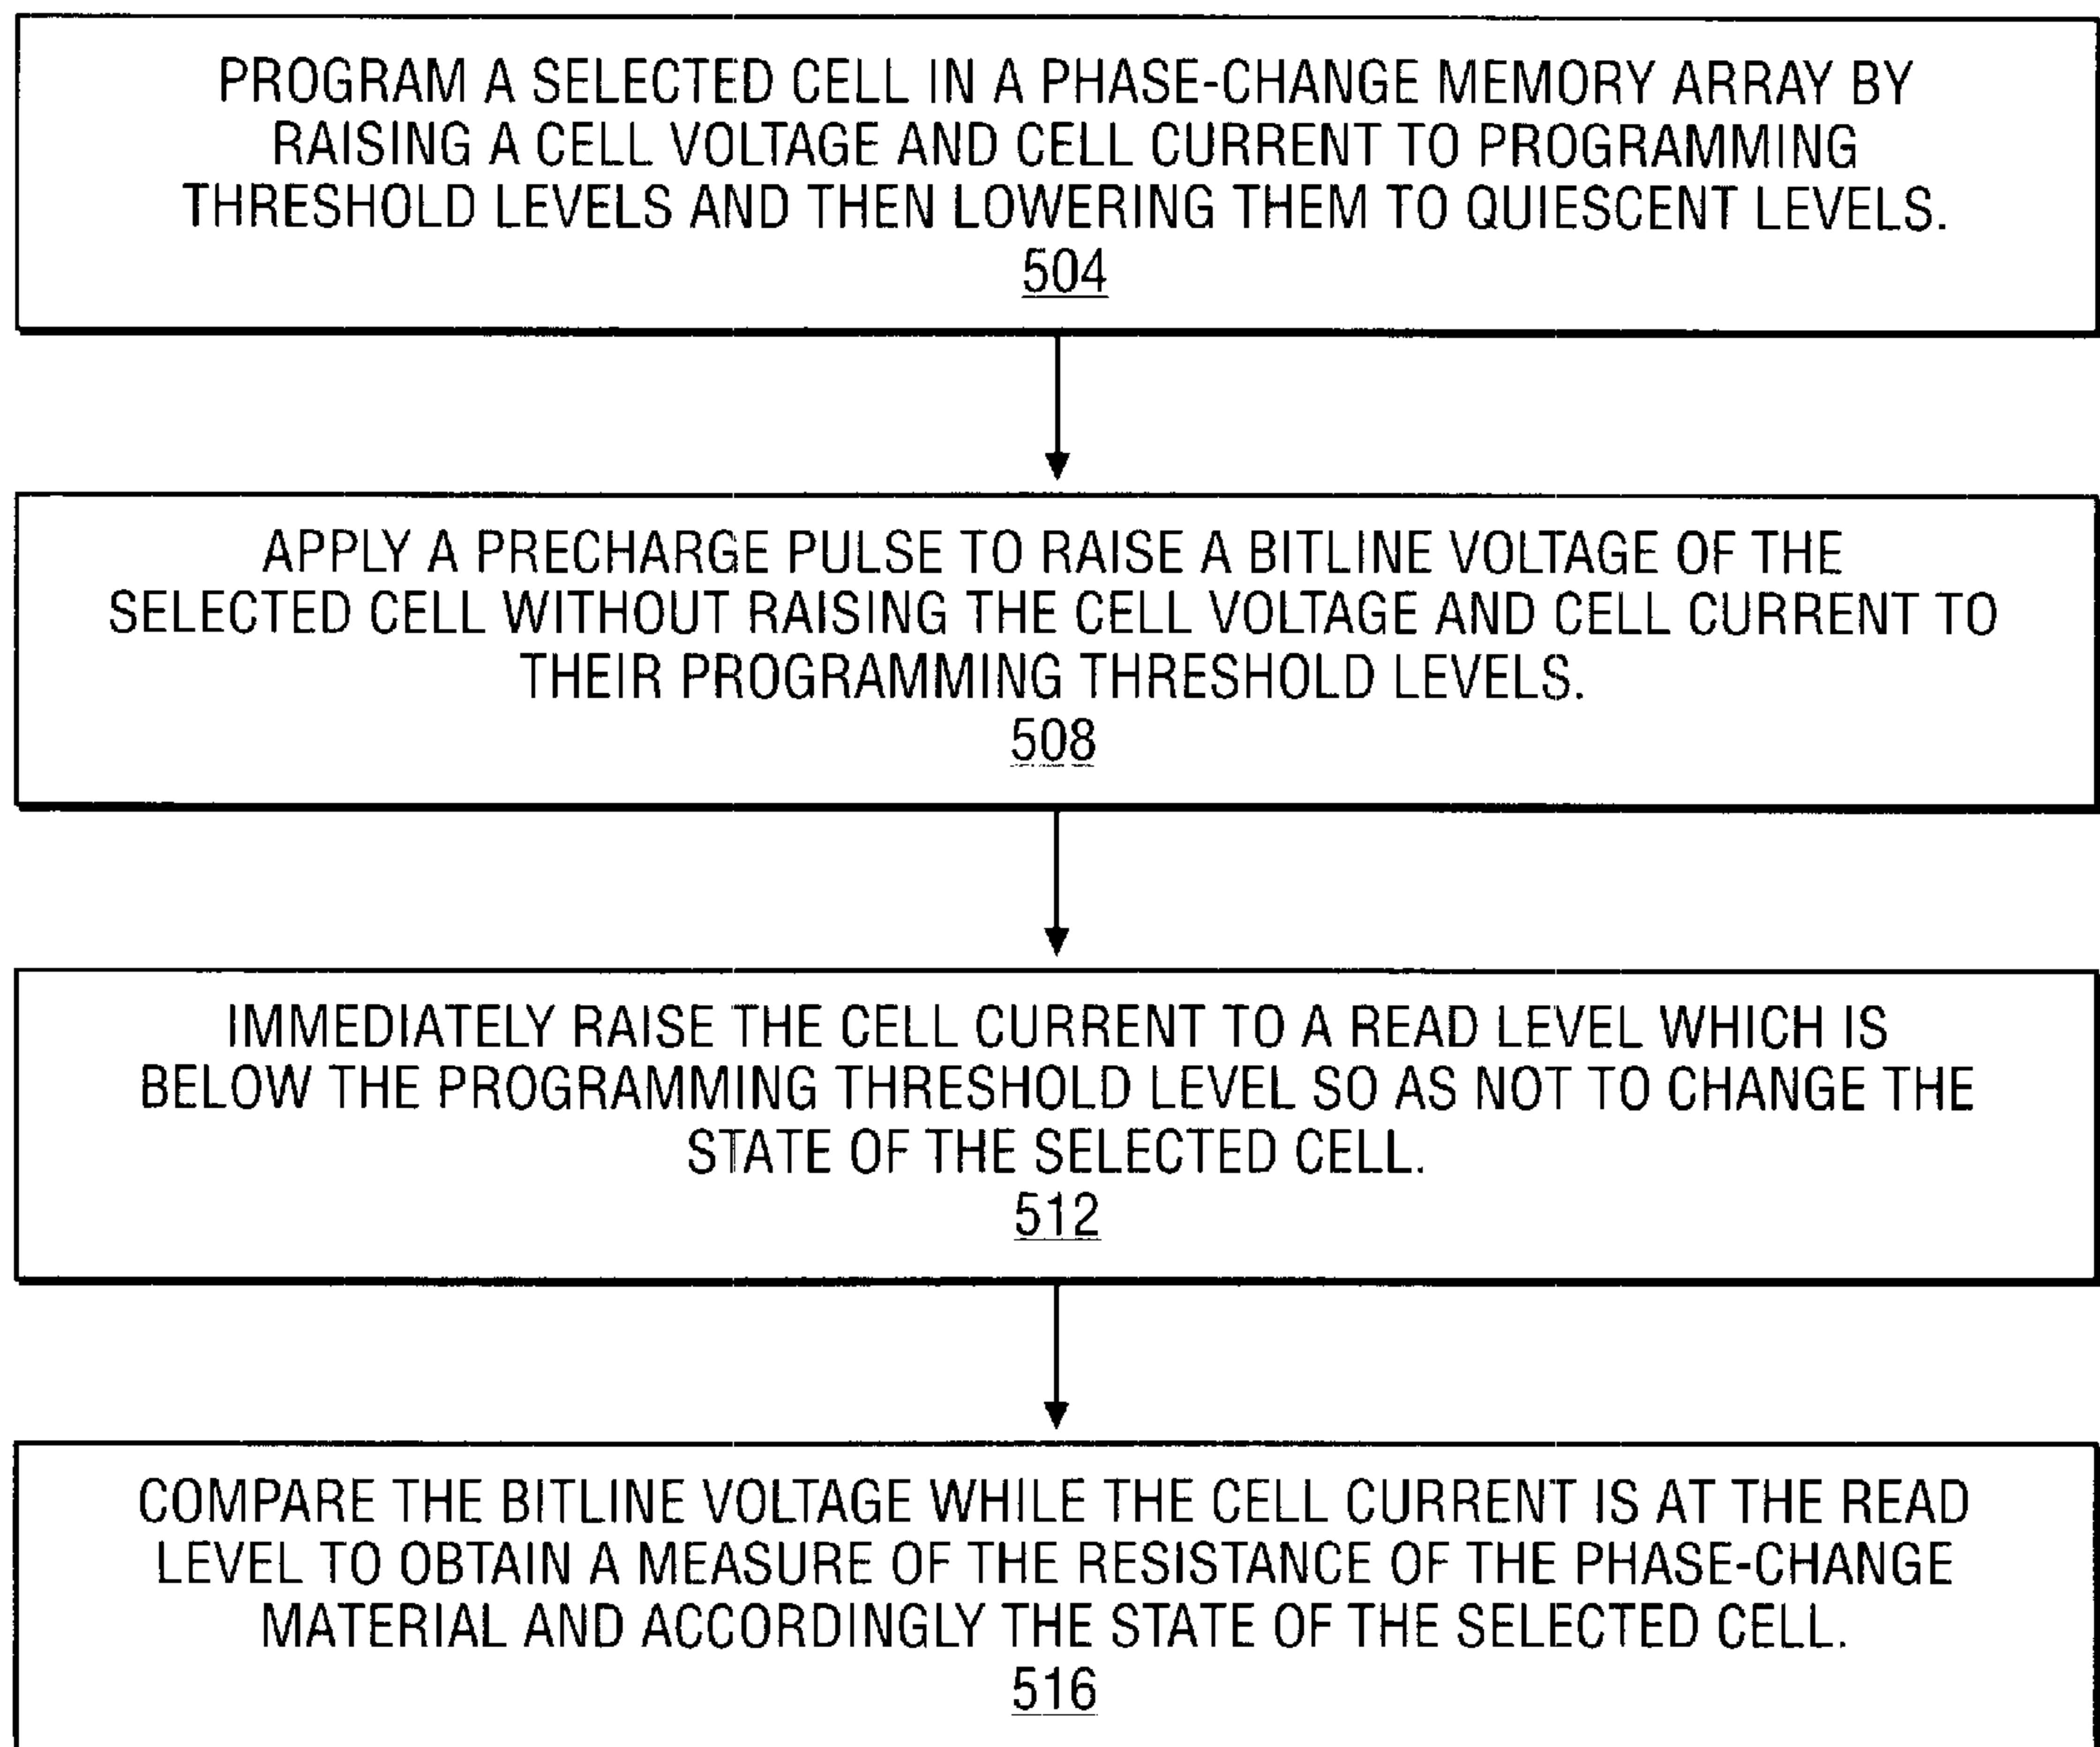 PROGRAM A SELECTED CELL IN A PHASE-CHANGE MEMORY ARRAY BY
RAISING A CELL VOLTAGE AND CELL CURRENT TO PROGRAMMING
THRESHOLD LEVELS AND THEN LOWERING THEM TO QUIESCENT LEVELS.
504
APPLY A PRECHARGE PULSE TO RAISE A BITLINE VOLTAGE OF THE
SELECTED CELL WITHOUT RAISING THE CELL VOLTAGE AND CELL CURRENT TO
THEIR PROGRAMMING THRESHOLD LEVELS.
508
IMMEDIATELY RAISE THE CELL CURRENT TO A READ LEVEL WHICH IS
BELOW THE PROGRAMMING THRESHOLD LEVEL SO AS NOT TO CHANGE THE
STATE OF THE SELECTED CELL.
512
COMPARE THE BITLINE VOLTAGE WHILE THE CELL CURRENT IS AT THE READ
LEVEL TO OBTAIN A MEASURE OF THE RESISTANCE OF THE PHASE-CHANGE
MATERIAL AND ACCORDINGLY THE STATE OF THE SELECTED CELL.
516